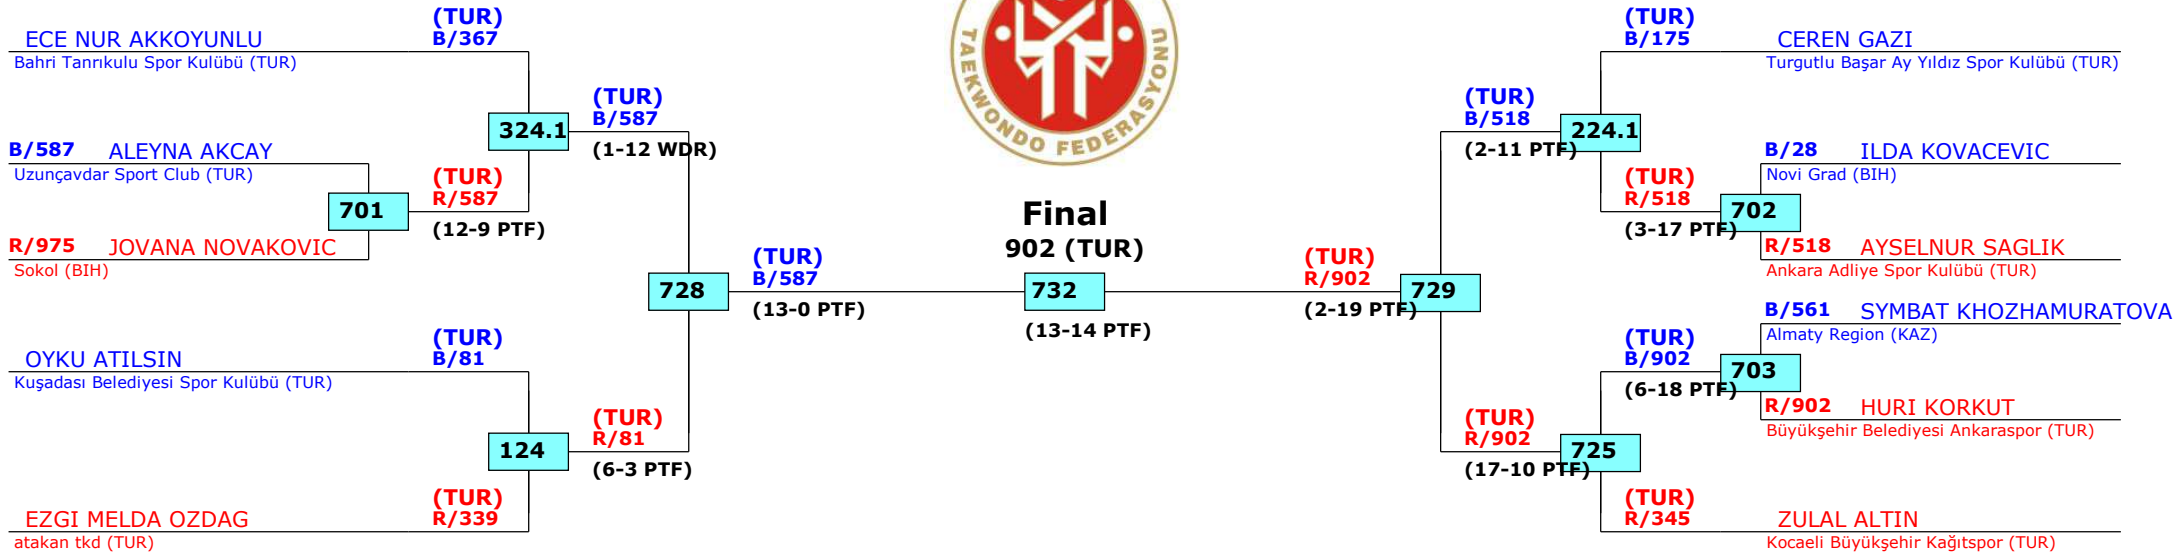 (TUR)
B/367
ECE NUR AKKOYUNLU
Bahri Tanrıkulu Spor Kulübü (TUR)
324.1
(TUR)
B/587
(1-12 WDR)
B/587 ALEYNA AKCAY
Uzunçavdar Sport Club (TUR)
701
(TUR)
R/587
(12-9 PTF)
R/975 JOVANA NOVAKOVIC
Sokol (BIH)
728
(TUR)
B/587
(13-0 PTF)
(TUR)
B/81
OYKU ATILSIN
Kuşadası Belediyesi Spor Kulübü (TUR)
124
(TUR)
R/81
(6-3 PTF)
(TUR)
R/339
EZGI MELDA OZDAG
atakan tkd (TUR)
TAEKWONDO FEDERASYONU
Final
902 (TUR)
732
(13-14 PTF)
(TUR)
R/902
(2-19 PTF)
729
(TUR)
B/518
(2-11 PTF)
224.1
(TUR)
B/175
CEREN GAZI
Turgutlu Başar Ay Yıldız Spor Kulübü (TUR)
B/28 ILDA KOVACEVIC
Novi Grad (BIH)
(TUR)
R/518
(3-17 PTF)
702
R/518 AYSELNUR SAGLIK
Ankara Adliye Spor Kulübü (TUR)
B/561 SYMBAT KHOZHAMURATOVA
Almaty Region (KAZ)
(TUR)
B/902
(6-18 PTF)
703
R/902 HURI KORKUT
Büyükşehir Belediyesi Ankaraspor (TUR)
(TUR)
R/902
(17-10 PTF)
725
(TUR)
R/345
ZULAL ALTIN
Kocaeli Büyükşehir Kağıtspor (TUR)